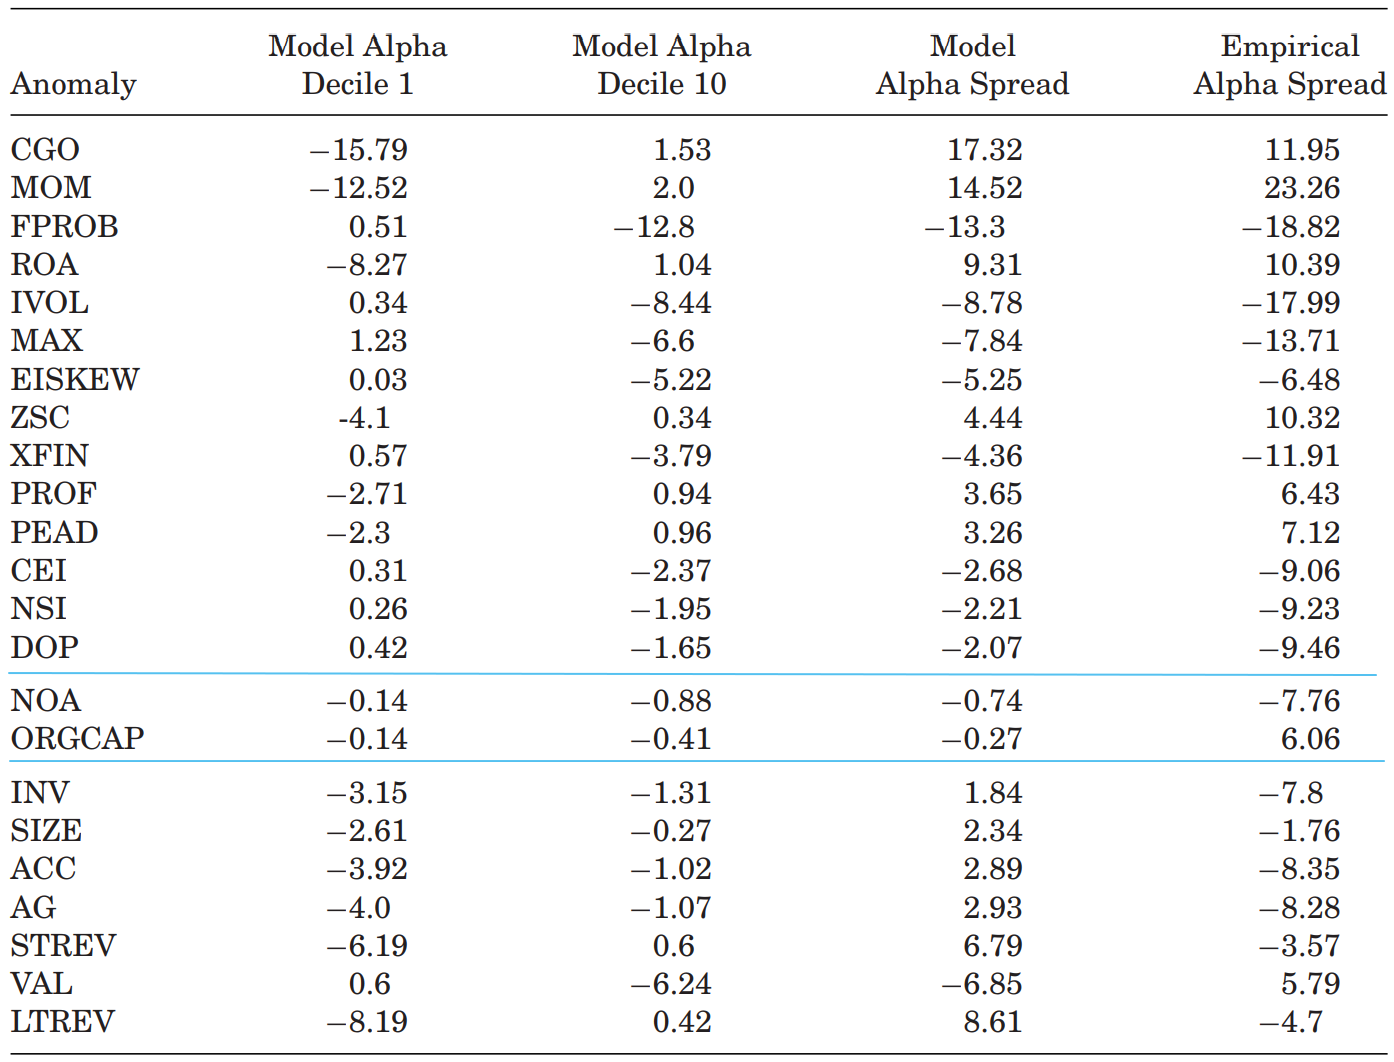 Model Alpha Model Alpha Model Empirical
Anomaly Decile 1 Decile 10 Alpha Spread Alpha Spread
CGO −15.79 1.53 17.32 11.95
MOM −12.52 2.0 14.52 23.26
FPROB 0.51 −12.8 −13.3 −18.82
ROA −8.27 1.04 9.31 10.39
IVOL 0.34 −8.44 −8.78 −17.99
MAX 1.23 −6.6 −7.84 −13.71
EISKEW 0.03 −5.22 −5.25 −6.48
ZSC -4.1 0.34 4.44 10.32
XFIN 0.57 −3.79 −4.36 −11.91
PROF −2.71 0.94 3.65 6.43
PEAD −2.3 0.96 3.26 7.12
CEI 0.31 −2.37 −2.68 −9.06
NSI 0.26 −1.95 −2.21 −9.23
DOP 0.42 −1.65 −2.07 −9.46
NOA −0.14 −0.88 −0.74 −7.76
ORGCAP −0.14 −0.41 −0.27 6.06
INV −3.15 −1.31 1.84 −7.8
SIZE −2.61 −0.27 2.34 −1.76
ACC −3.92 −1.02 2.89 −8.35
AG −4.0 −1.07 2.93 −8.28
STREV −6.19 0.6 6.79 −3.57
VAL 0.6 −6.24 −6.85 5.79
LTREV −8.19 0.42 8.61 −4.7